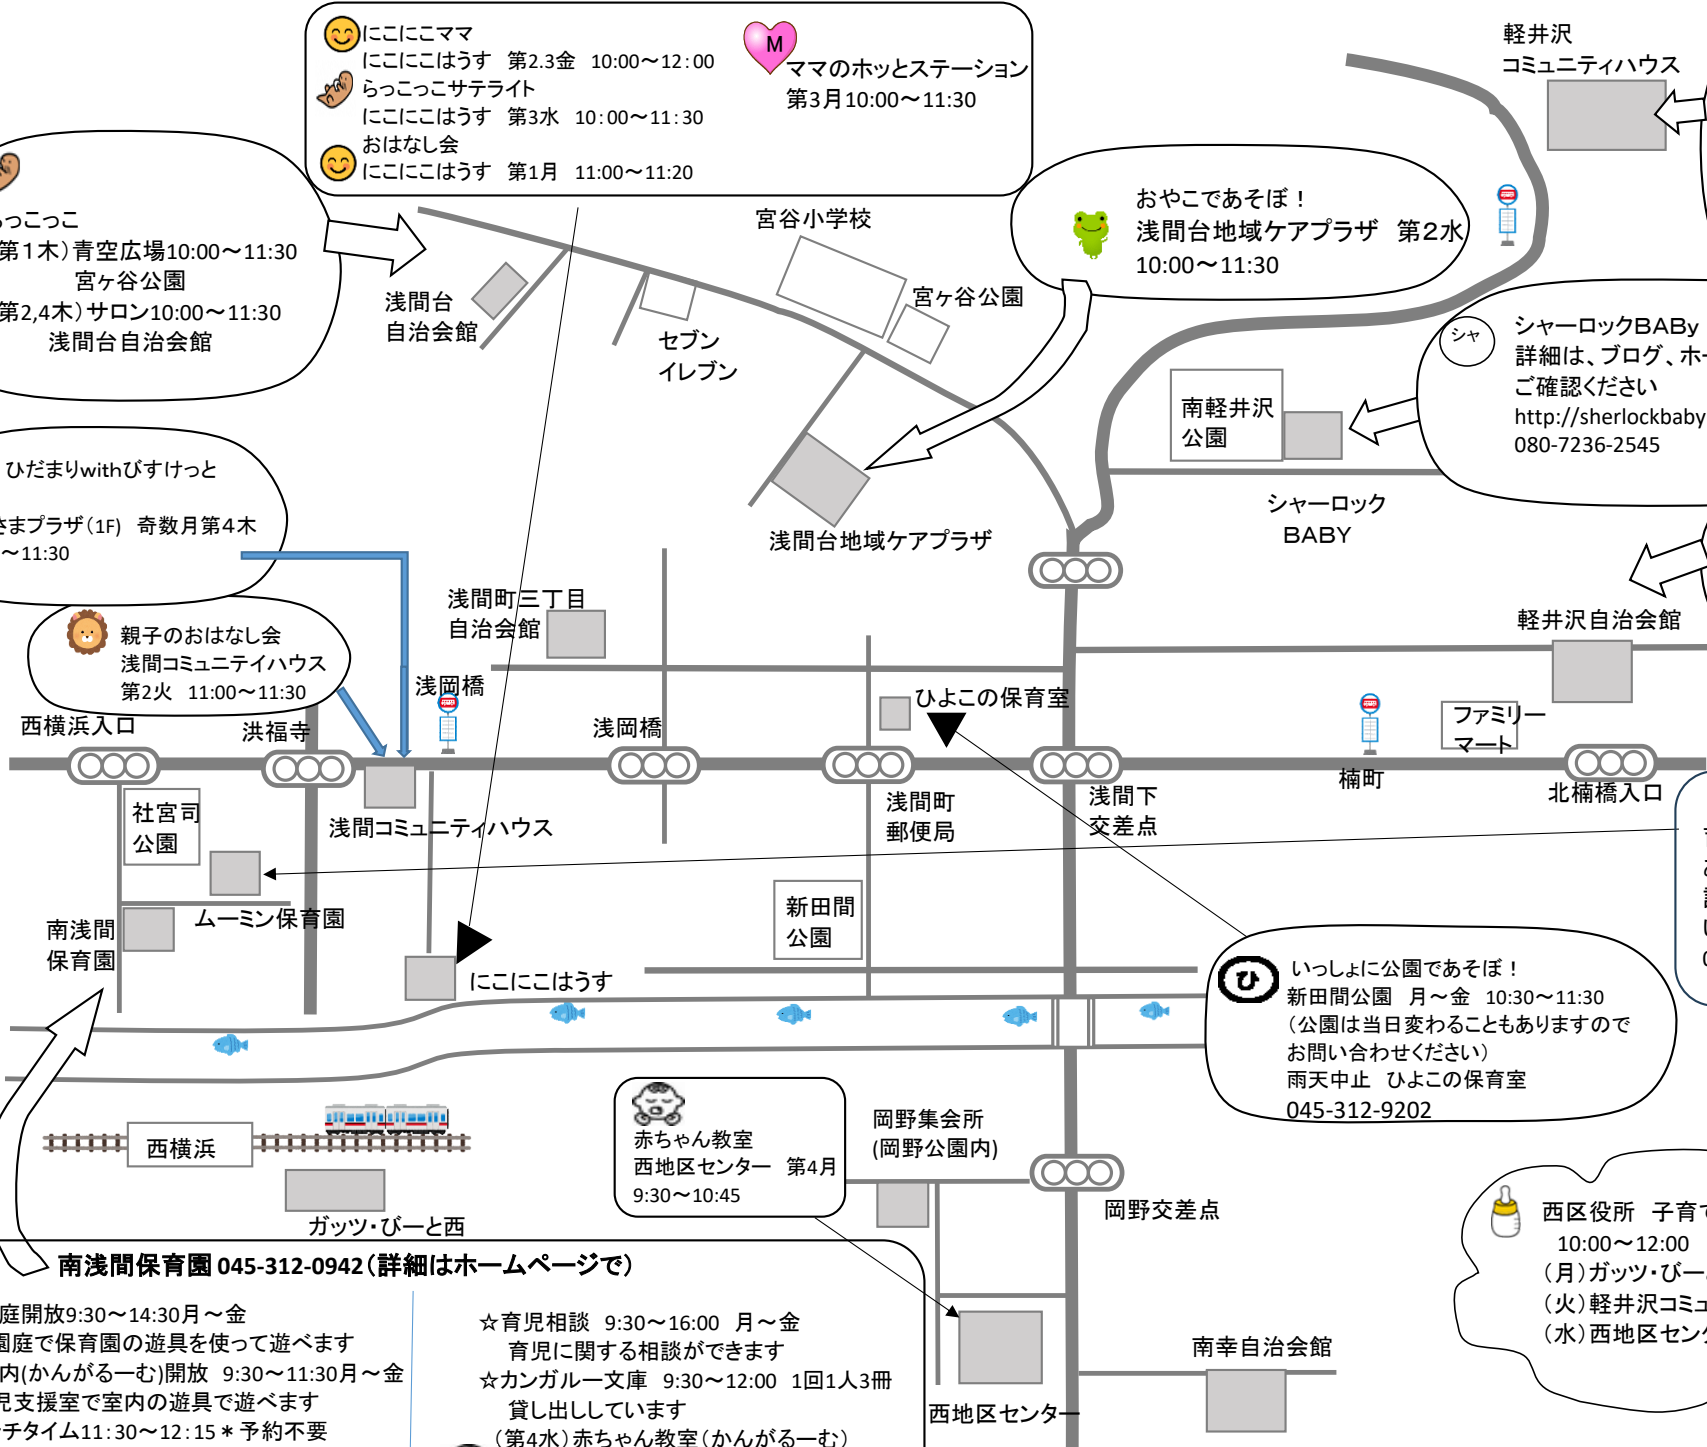 にこにこママ
にこにこはうす　第2.3金　10:00～12:00
らっこっこサテライト
にこにこはうす　第3水　10:00～11:30
おはなし会
にこにこはうす　第1月　11:00～11:20
M
ママのホッとステーション
第3月10:00～11:30
軽井沢
コミュニティハウス
っこっこ
第1木）青空広場10:00～11:30
宮ヶ谷公園
第2,4木）サロン10:00～11:30
浅間台自治会館
おやこであそぼ！
浅間台地域ケアプラザ　第2水
10:00～11:30
宮谷小学校
宮ヶ谷公園
浅間台
自治会館
セブン
イレブン
シャ
シャーロックBABy
詳細は、ブログ、ホー
ご確認ください
http://sherlockbaby
080-7236-2545
南軽井沢
公園
シャーロック
BABY
浅間台地域ケアプラザ
ひだまりwithびすけっと
さまプラザ（1F)　奇数月第4木
～11:30
親子のおはなし会
浅間コミュニテイハウス
第2火　11:00～11:30
浅間町三丁目
自治会館
軽井沢自治会館
浅岡橋
西横浜入口
洪福寺
浅岡橋
ひよこの保育室
ファミリー
マート
楠町
北楠橋入口
浅間町
郵便局
浅間下
交差点
社宮司
公園
浅間コミュニティハウス
ムーミン保育園
南浅間
保育園
新田間
公園
にこにこはうす
ひ
いっしょに公園であそぼ！
新田間公園　月～金　10:30～11:30
（公園は当日変わることもありますので
お問い合わせください）
雨天中止　ひよこの保育室
045-312-9202
西横浜
ガッツ・びーと西
赤ちゃん教室
西地区センター　第4月
9:30～10:45
岡野集会所
(岡野公園内)
岡野交差点
西区役所　子育て
10:00～12:00
（月）ガッツ・びー
（火）軽井沢コミュ
（水）西地区セン
南浅間保育園 045-312-0942（詳細はホームページで）
庭開放9:30～14:30月～金
園庭で保育園の遊具を使って遊べます
内(かんがるーむ)開放　9:30～11:30月～金
児支援室で室内の遊具で遊べます
チタイム11:30～12:15＊予約不要
☆育児相談　9:30～16:00　月～金
育児に関する相談ができます
☆カンガルー文庫　9:30～12:00　1回1人3冊
貸し出ししています
（第4水）赤ちゃん教室（かんがるーむ）
西地区センター
南幸自治会館